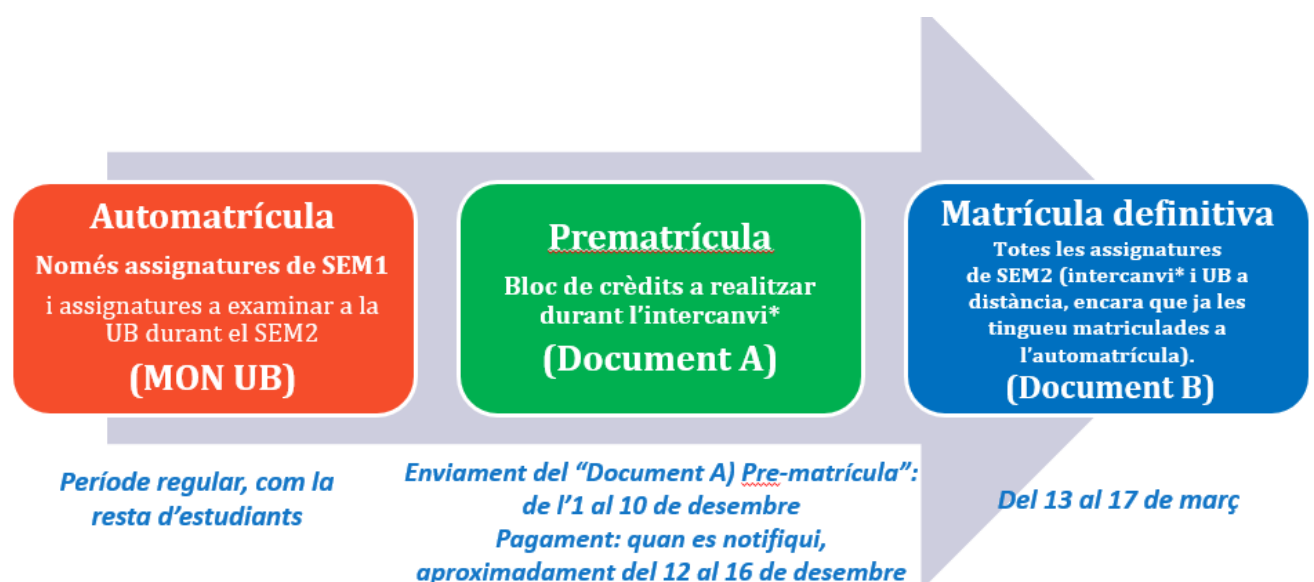 Automatrícula
Només assignatures de SEM1
i assignatures a examinar a la
UB durant el SEM2
(MON UB)
Període regular, com la
resta d'estudiants
Prematrícula
Bloc de crèdits a realitzar
durant l'intercanvi*
(Document A)
Enviament del “Document A) Pre-matrícula”:
de l'1 al 10 de desembre
Pagament: quan es notifiqui,
aproximadament del 12 al 16 de desembre
Matrícula definitiva
Totes les assignatures
de SEM2 (intercanvi* i UB a
distància, encara que ja les
tingueu matriculades a
l'automatrícula).
(Document B)
Del 13 al 17 de març